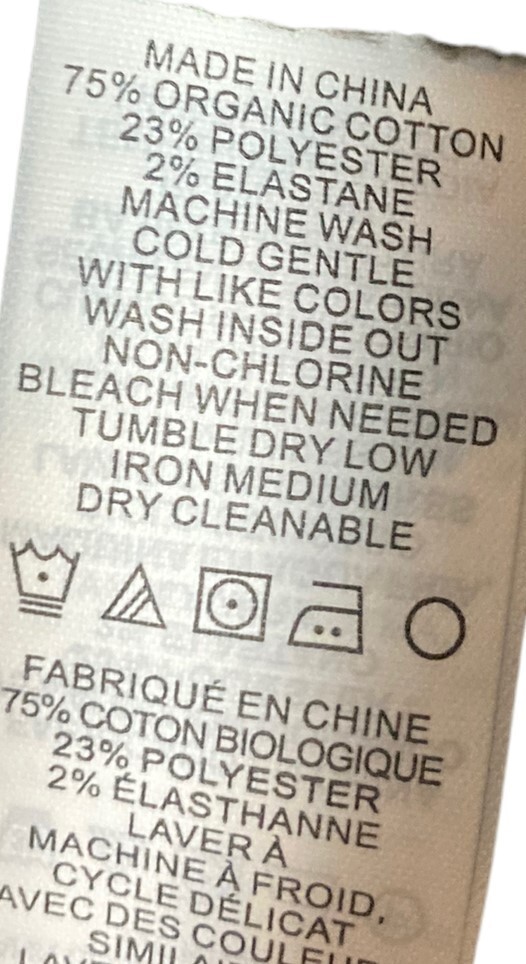 MADE IN CHINA
75% ORGANIC COTTON
23% POLYESTER
2% ELASTANE
MACHINE WASH
COLD GENTLE
WITH LIKE COLORS
WASH INSIDE OUT
NON-CHLORINE
BLEACH WHEN NEEDED
TUMBLE DRY LOW
IRON MEDIUM
DRY CLEANABLE
FABRIQUÉ EN CHINE
75% COTON BIOLOGIQUE
23% POLYESTER
2% ÉLASTHANNE
LAVER À
MACHINE À FROID,
CYCLE DÉLICAT
AVEC DES